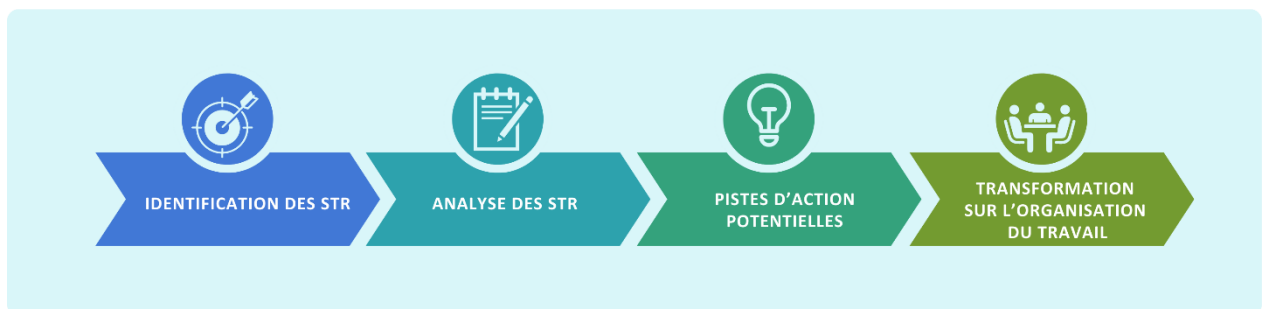 IDENTIFICATION DES STR
ANALYSE DES STR
PISTES D'ACTION
POTENTIELLES
TRANSFORMATION
SUR L'ORGANISATION
DU TRAVAIL